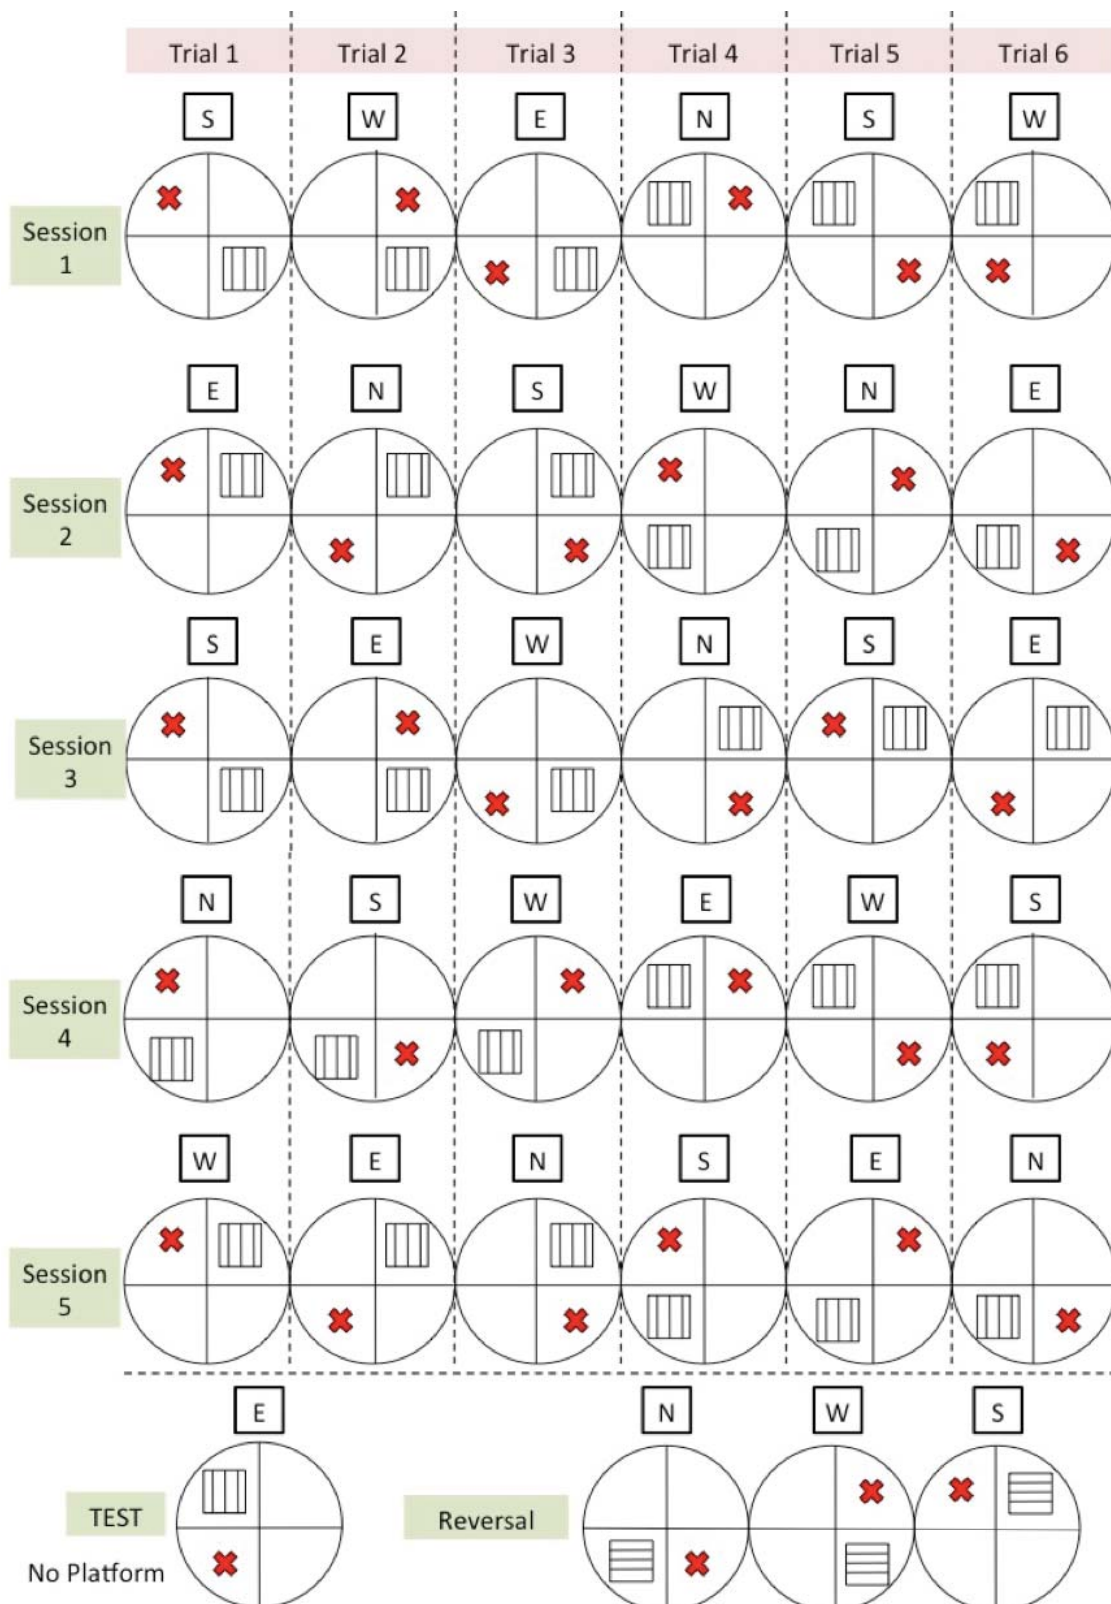 Trial 1 Trial 2 Trial 3 Trial 4 Trial 5 Trial 6
S W E N S W
Session
1
E N S W N E
Session
2
S E W N S E
Session
3
N S W E W S
Session
4
W E N S E N
Session
5
E N W S
TEST Reversal
No Platform